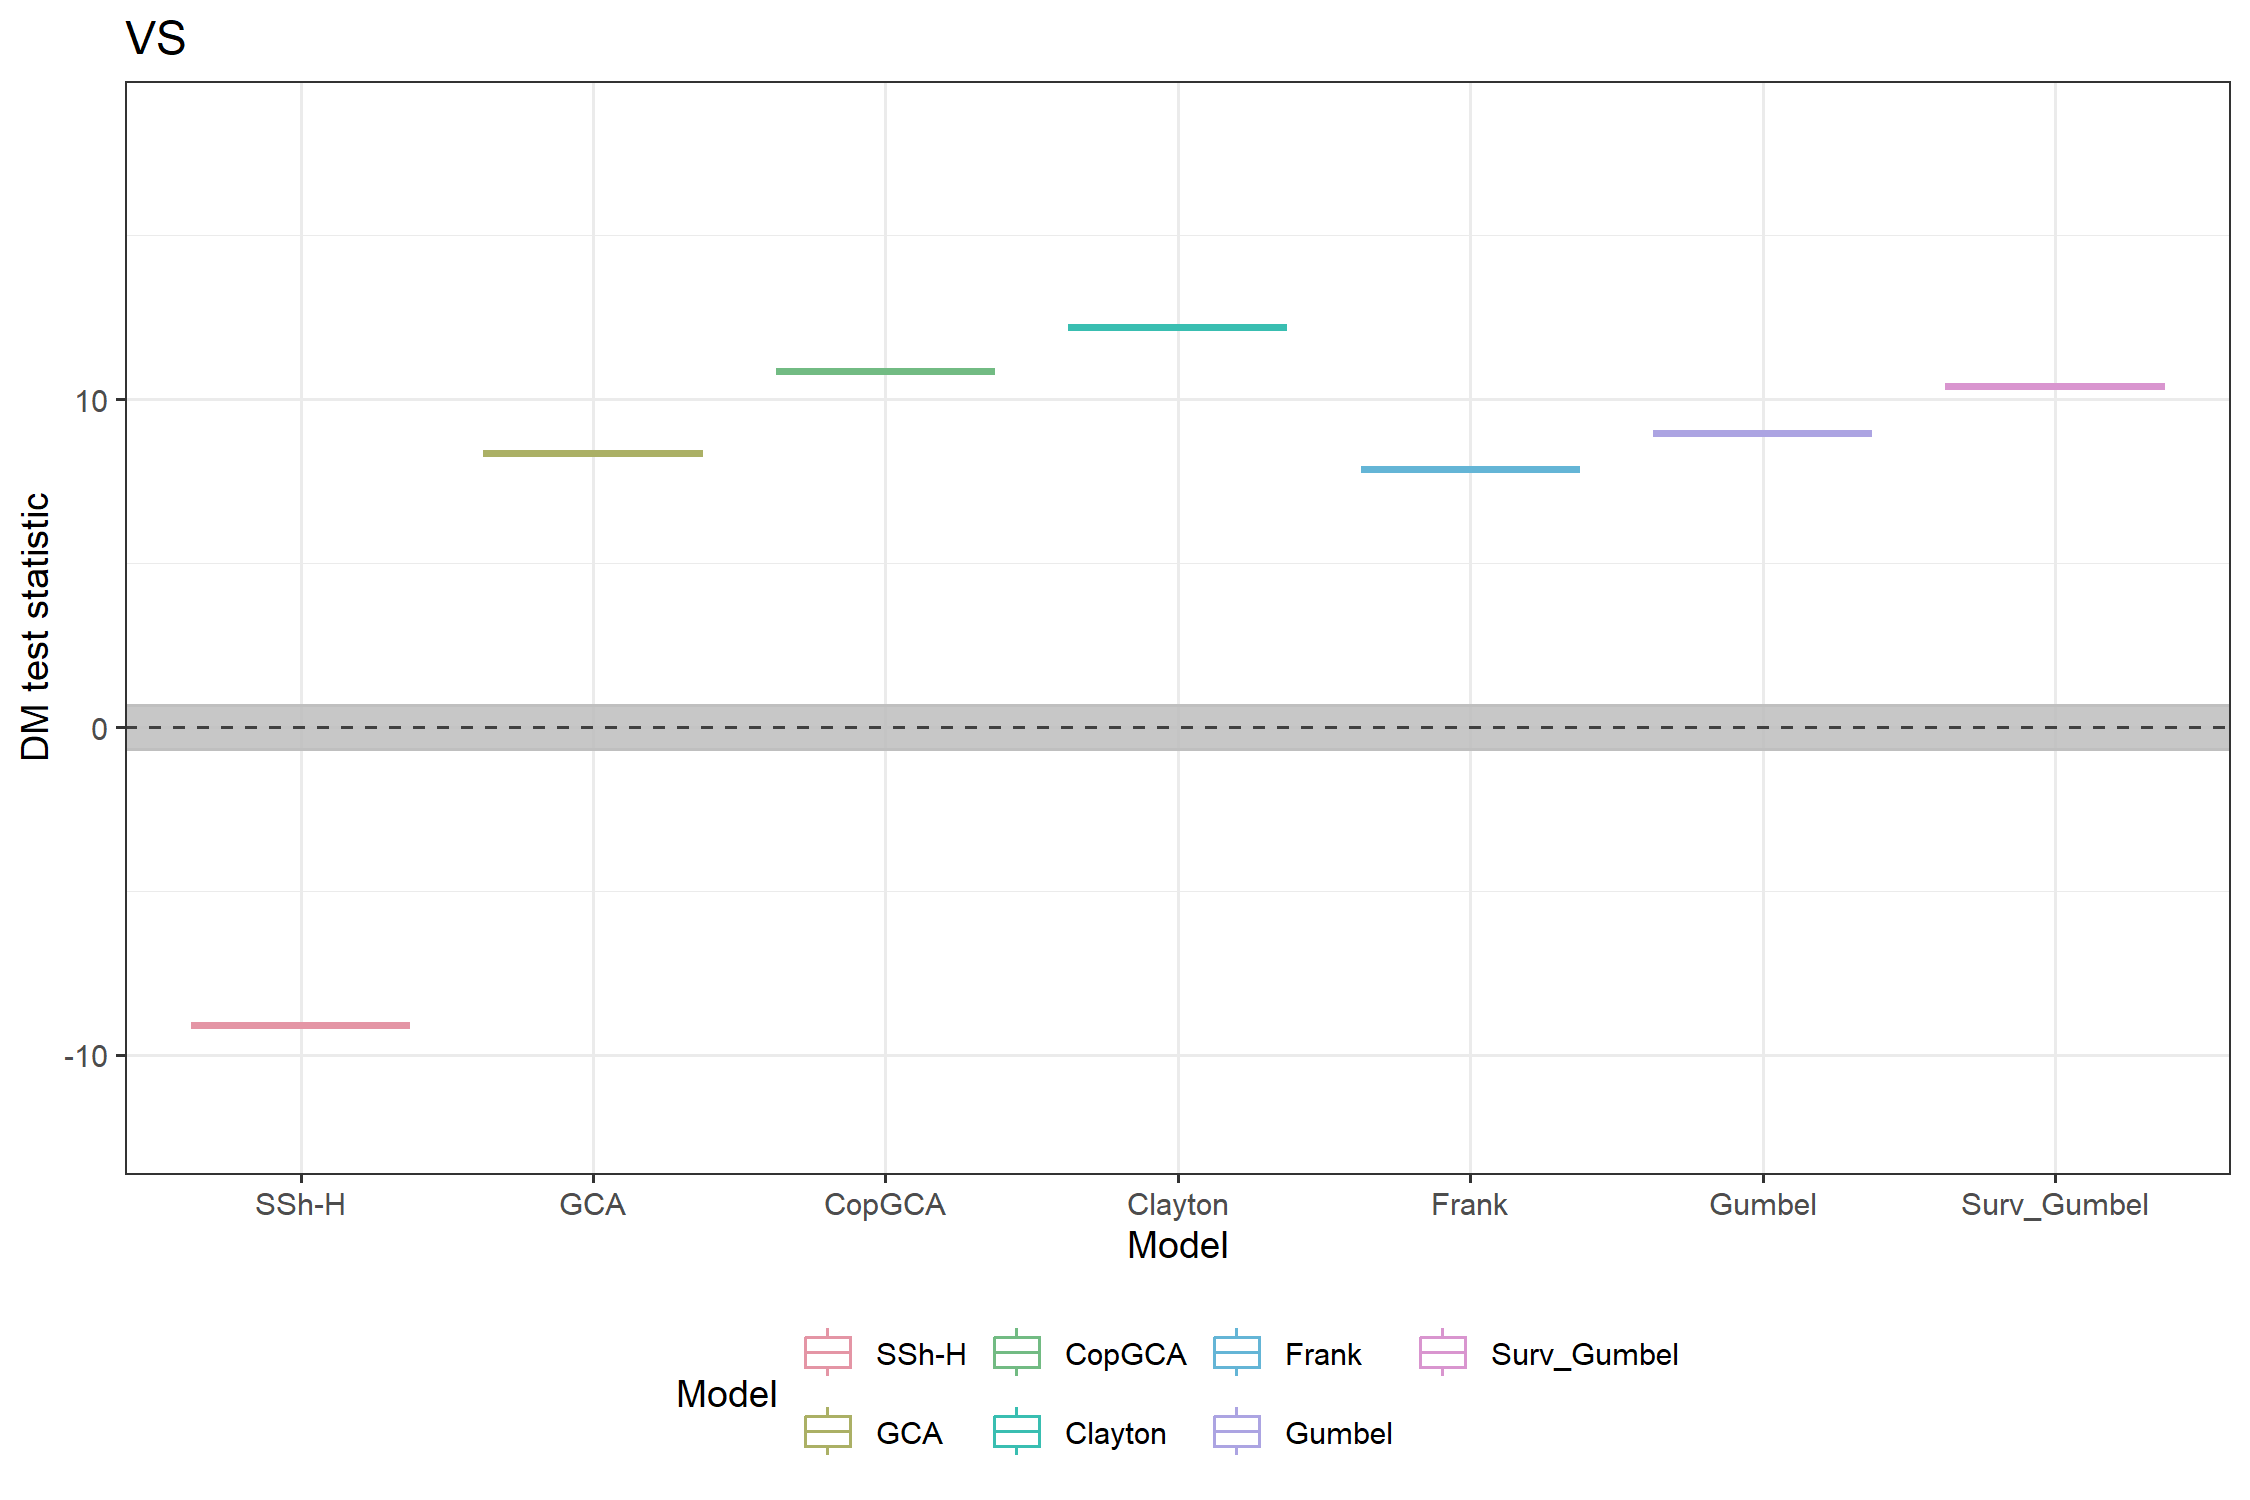 VS
DM test statistic
10
0
-10
SSh-H GCA CopGCA Clayton Frank Gumbel Surv_Gumbel
Model
Model
SSh-H CopGCA Frank Surv_Gumbel
GCA Clayton Gumbel